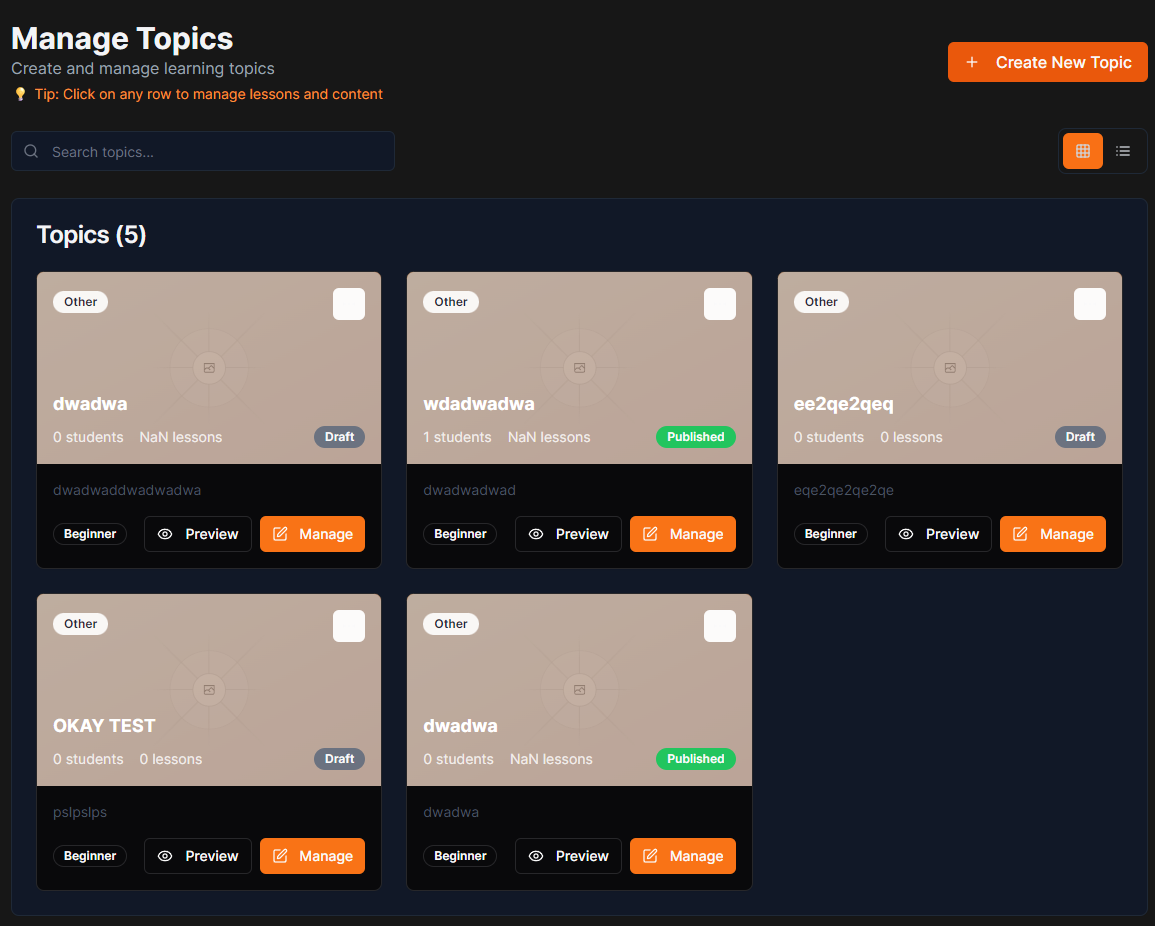 Manage Topics
Create and manage learning topics
💡 Tip: Click on any row to manage lessons and content
+ Create New Topic
Search topics...
Topics (5)
Other
dwadwa
0 students NaN lessons Draft
dwadwaddwadwadwa
Beginner Preview Manage
Other
wdadwadwa
1 students NaN lessons Published
dwadwadwad
Beginner Preview Manage
Other
ee2qe2qeq
0 students 0 lessons Draft
eqe2qe2qe2qe
Beginner Preview Manage
Other
OKAY TEST
0 students 0 lessons Draft
pslpslps
Beginner Preview Manage
Other
dwadwa
0 students NaN lessons Published
dwadwa
Beginner Preview Manage